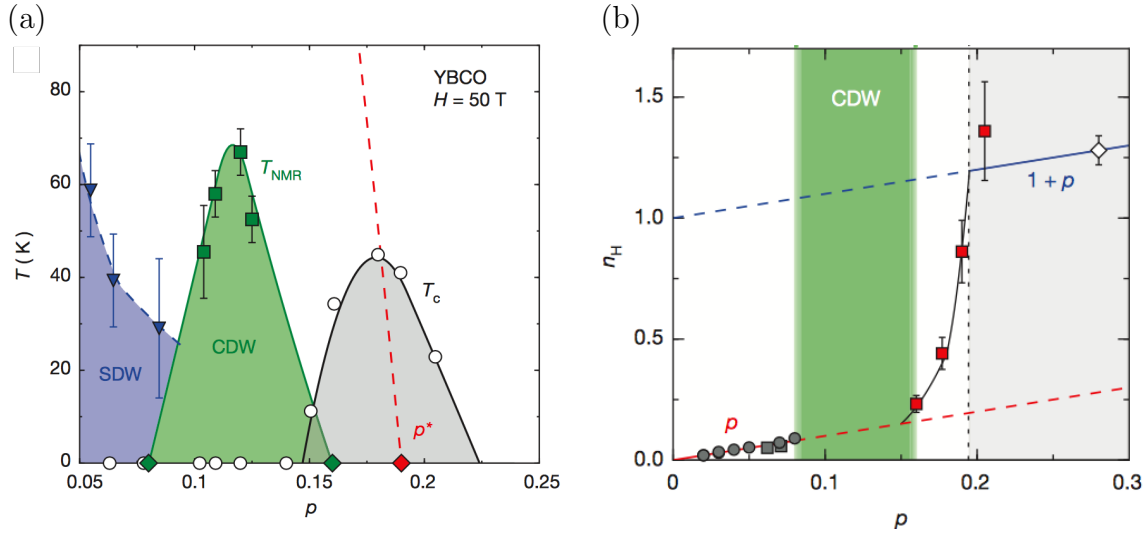 (a)
YBCO
H = 50 T
T_NMR
T_c
SDW
CDW
p*
T (K)
80
60
40
20
0
0.05
0.1
0.15
0.2
0.25
p
(b)
CDW
1 + p
p
n_H
1.5
1.0
0.5
0.0
0
0.1
0.2
0.3
p